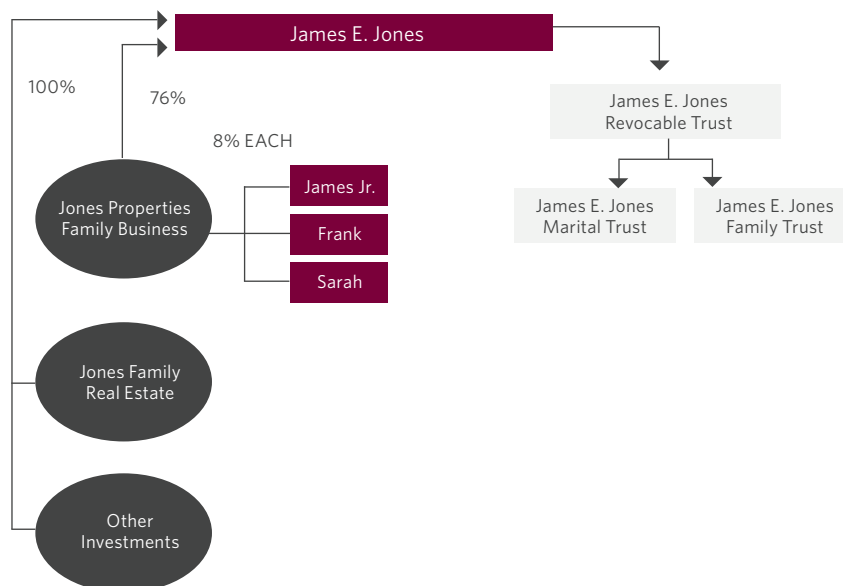 James E. Jones
100%
76%
8% EACH
James E. Jones
Revocable Trust
Jones Properties
Family Business
James Jr.
Frank
Sarah
James E. Jones
Marital Trust
James E. Jones
Family Trust
Jones Family
Real Estate
Other
Investments